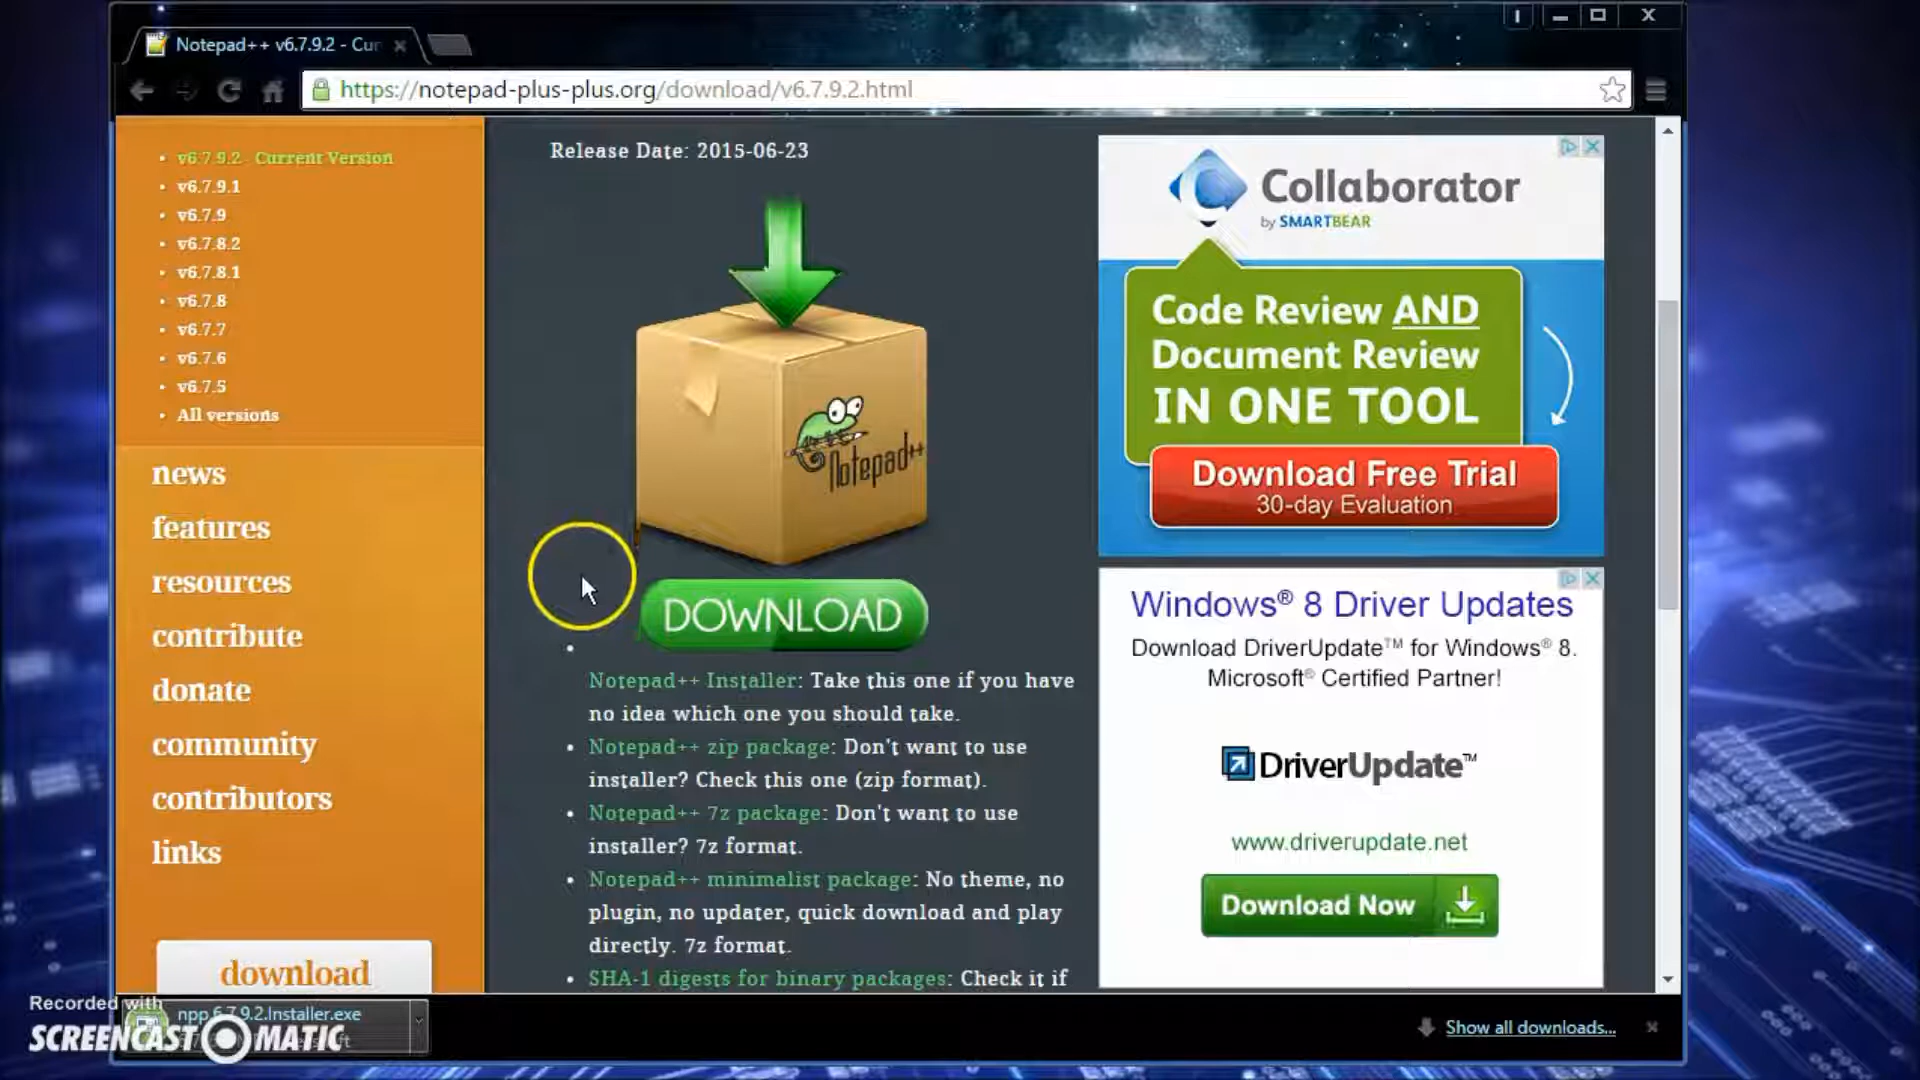 Notepad++ v6.7.9.2 - Cur
https://notepad-plus-plus.org/download/v6.7.9.2.html
v6.7.9.2 - Current Version
v6.7.9.1
v6.7.9
v6.7.8.2
v6.7.8.1
v6.7.8
v6.7.7
v6.7.6
v6.7.5
All versions
news
features
resources
contribute
donate
community
contributors
links
download
Release Date: 2015-06-23
Notepad++
DOWNLOAD
Notepad++ Installer: Take this one if you have
no idea which one you should take.
Notepad++ zip package: Don't want to use
installer? Check this one (zip format).
Notepad++ 7z package: Don't want to use
installer? 7z format.
Notepad++ minimalist package: No theme, no
plugin, no updater, quick download and play
directly. 7z format.
SHA-1 digests for binary packages: Check it if
Collaborator
by SMARTBEAR
Code Review AND
Document Review
IN ONE TOOL
Download Free Trial
30-day Evaluation
Windows® 8 Driver Updates
Download DriverUpdate™ for Windows® 8.
Microsoft® Certified Partner!
DriverUpdate™
www.driverupdate.net
Download Now
npp.6.7.9.2.Installer.exe
Show all downloads...
Recorded with
SCREENCAST MATIC